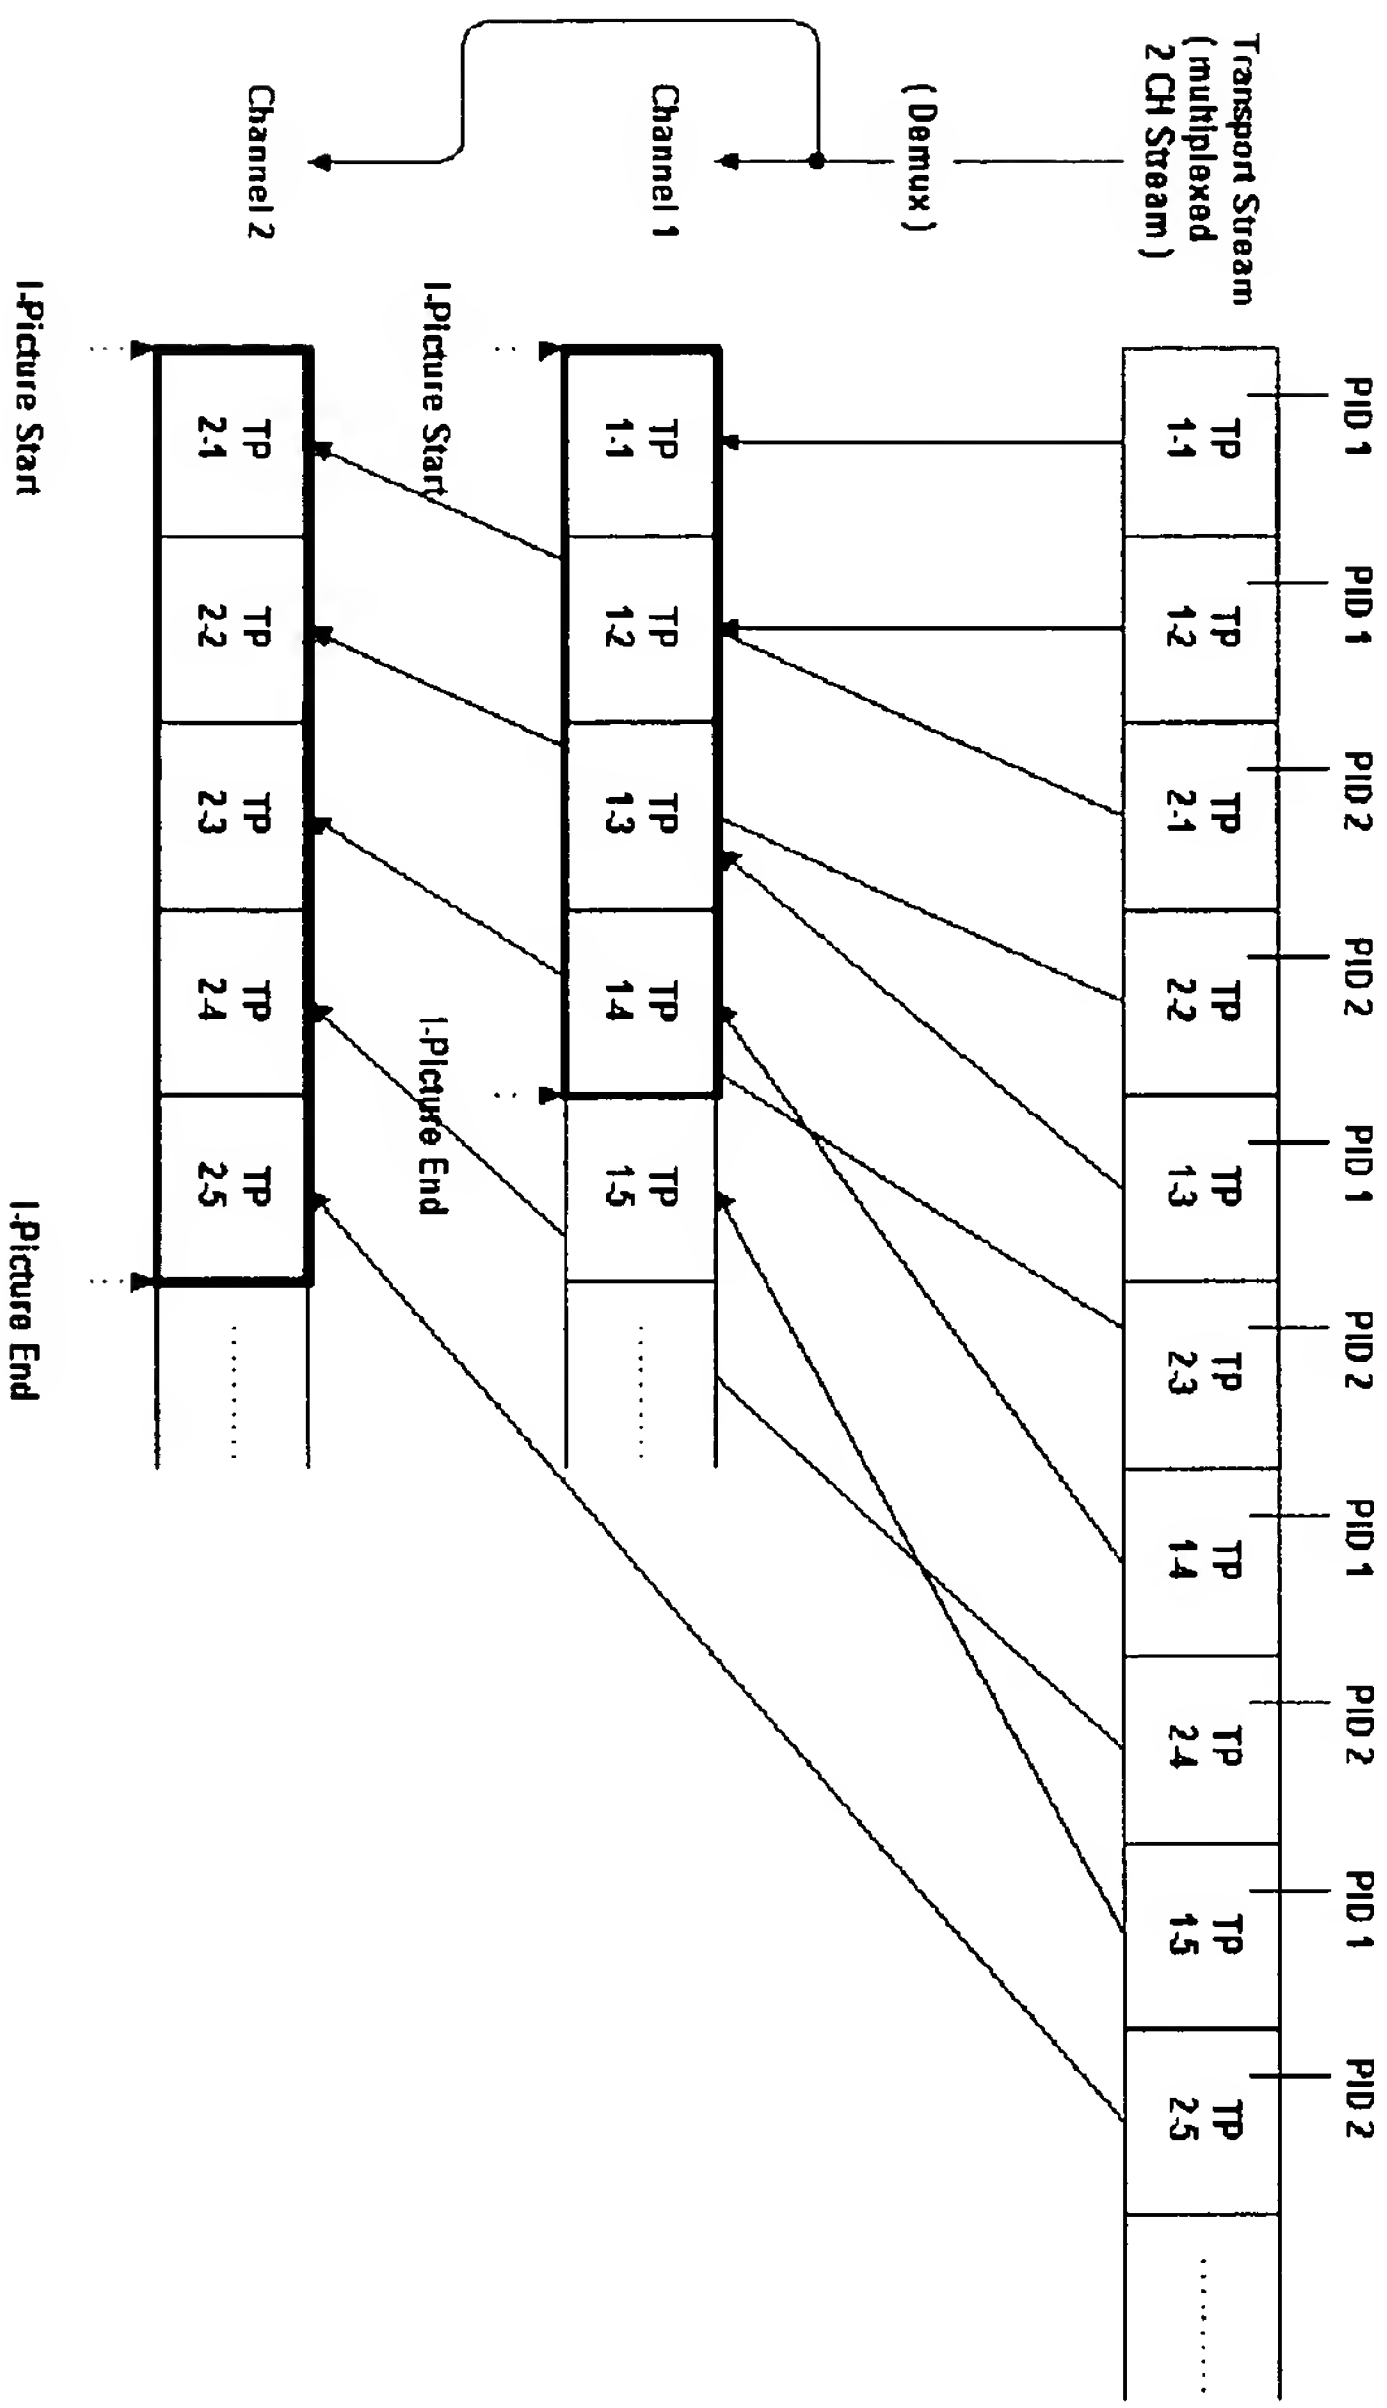 PID 1
PID 1
PID 2
PID 2
PID 1
PID 2
PID 1
PID 2
PID 1
PID 2
Transport Stream
( multiplexed
2 CH Stream )
TP
1-1
TP
1-2
TP
2-1
TP
2-2
TP
1-3
TP
2-3
TP
1-4
TP
2-4
TP
1-5
TP
2-5
........
( Demux )
Channel 1
TP
1-1
TP
1-2
TP
1-3
TP
1-4
TP
1-5
........
I-Picture Start
I-Picture End
Channel 2
TP
2-1
TP
2-2
TP
2-3
TP
2-4
TP
2-5
........
I-Picture Start
I-Picture End